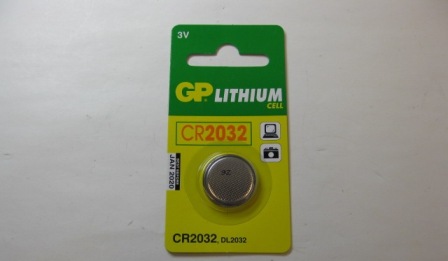 3V
GP LITHIUM
CELL
CR2032
JAN 2020
CR2032, DL2032